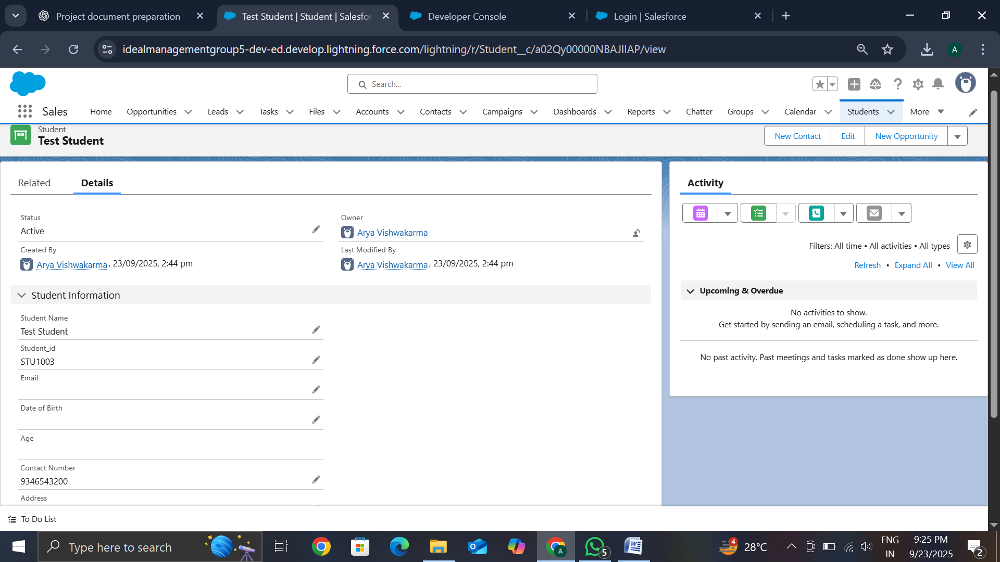 Project document preparation
Test Student | Student | Salesfor
Developer Console
Login | Salesforce
idealmanagementgroup5-dev-ed.develop.lightning.force.com/lightning/r/Student__c/a02Qy00000NBAJlIAP/view
A
Search...
Sales
Home
Opportunities
Leads
Tasks
Files
Accounts
Contacts
Campaigns
Dashboards
Reports
Chatter
Groups
Calendar
Students
More
Student
Test Student
New Contact
Edit
New Opportunity
Related
Details
Status
Active
Owner
Arya Vishwakarma
Created By
Arya Vishwakarma, 23/09/2025, 2:44 pm
Last Modified By
Arya Vishwakarma, 23/09/2025, 2:44 pm
Student Information
Student Name
Test Student
Student_id
STU1003
Email
Date of Birth
Age
Contact Number
9346543200
Address
Activity
Filters: All time • All activities • All types
Refresh • Expand All • View All
Upcoming & Overdue
No activities to show.
Get started by sending an email, scheduling a task, and more.
No past activity. Past meetings and tasks marked as done show up here.
To Do List
Type here to search
A
5
4
28°C
ENG
IN
9:25 PM
9/23/2025
2